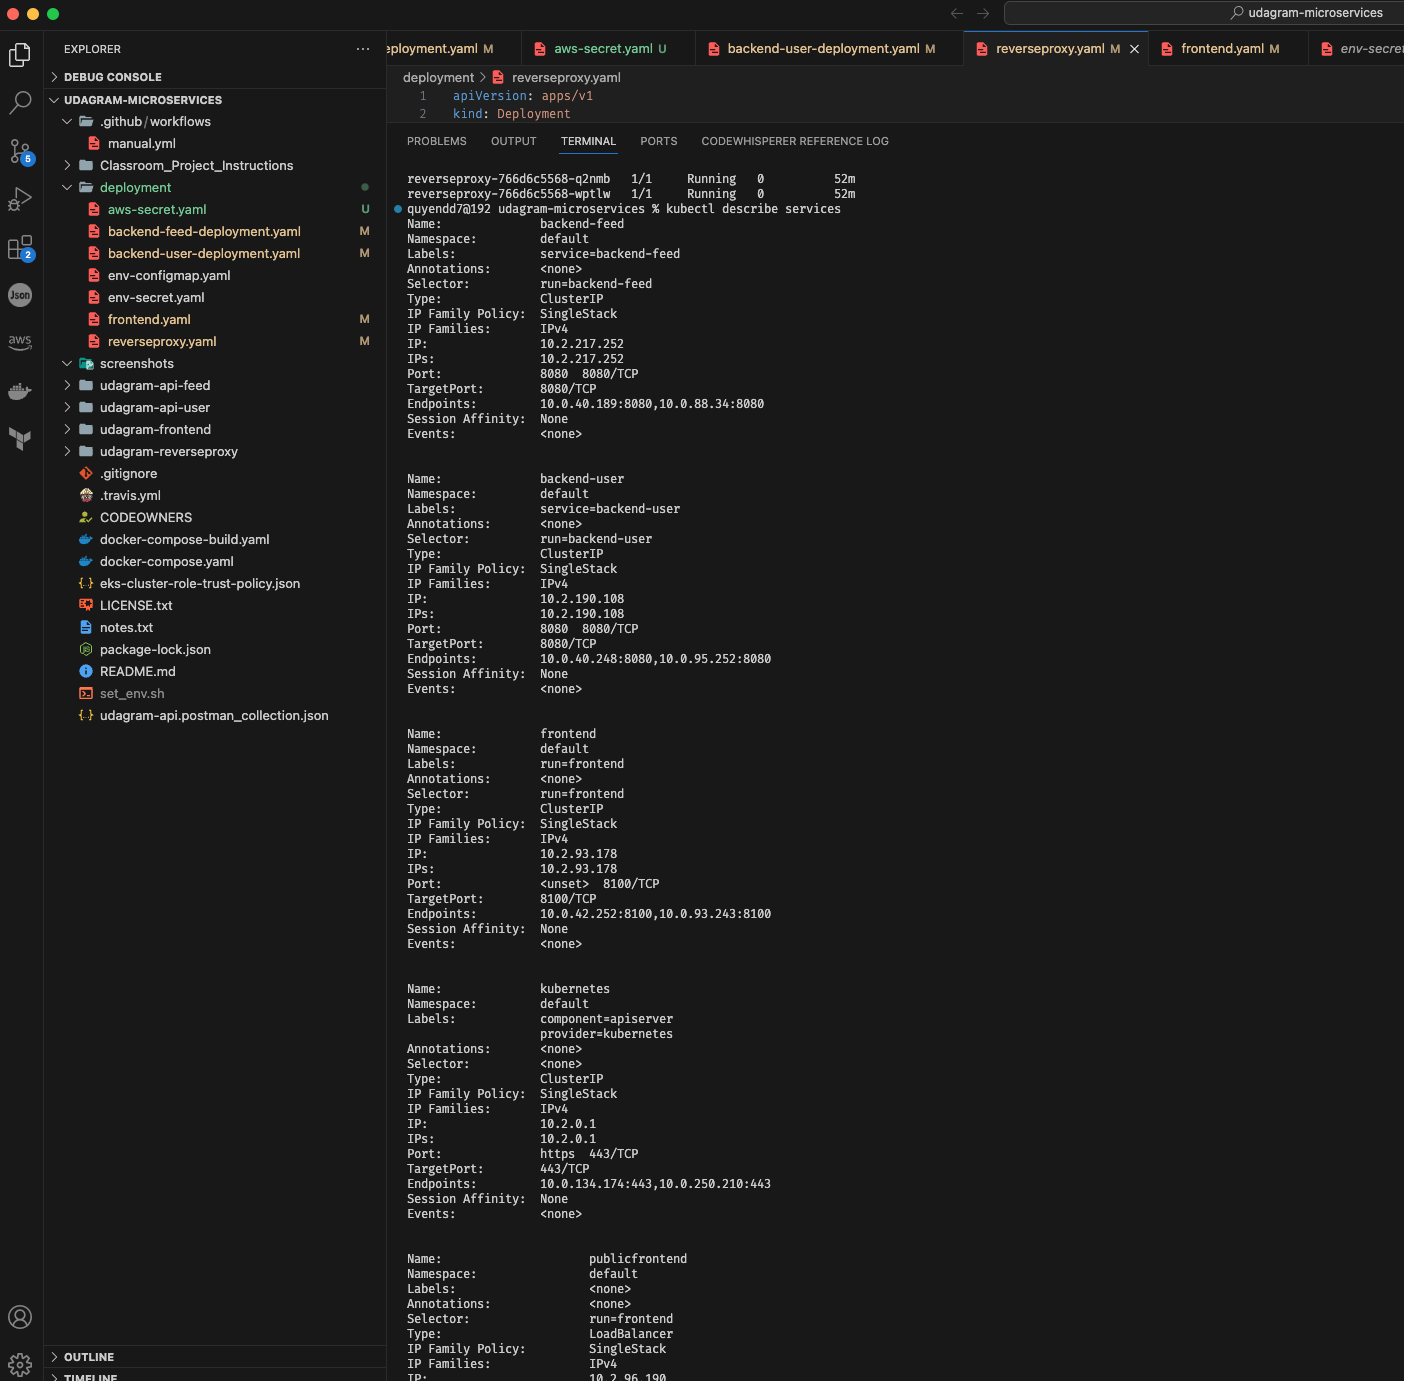 udagram-microservices
EXPLORER
DEBUG CONSOLE
UDAGRAM-MICROSERVICES
.github/workflows
manual.yml
Classroom_Project_Instructions
deployment
aws-secret.yaml U
backend-feed-deployment.yaml M
backend-user-deployment.yaml M
env-configmap.yaml
env-secret.yaml
frontend.yaml M
reverseproxy.yaml M
screenshots
udagram-api-feed
udagram-api-user
udagram-frontend
udagram-reverseproxy
.gitignore
.travis.yml
CODEOWNERS
docker-compose-build.yaml
docker-compose.yaml
eks-cluster-role-trust-policy.json
LICENSE.txt
notes.txt
package-lock.json
README.md
set_env.sh
udagram-api.postman_collection.json
OUTLINE
TIMELINE
5
2
Json
aws
eployment.yaml M
aws-secret.yaml U
backend-user-deployment.yaml M
reverseproxy.yaml M
frontend.yaml M
env-secre
deployment > reverseproxy.yaml
1 apiVersion: apps/v1
2 kind: Deployment
PROBLEMS OUTPUT TERMINAL PORTS CODEWHISPERER REFERENCE LOG
reverseproxy-766d6c5568-q2nmb 1/1 Running 0 52m
reverseproxy-766d6c5568-wptlw 1/1 Running 0 52m
quyendd7@192 udagram-microservices % kubectl describe services
Name: backend-feed
Namespace: default
Labels: service=backend-feed
Annotations: <none>
Selector: run=backend-feed
Type: ClusterIP
IP Family Policy: SingleStack
IP Families: IPv4
IP: 10.2.217.252
IPs: 10.2.217.252
Port: 8080 8080/TCP
TargetPort: 8080/TCP
Endpoints: 10.0.40.189:8080,10.0.88.34:8080
Session Affinity: None
Events: <none>
Name: backend-user
Namespace: default
Labels: service=backend-user
Annotations: <none>
Selector: run=backend-user
Type: ClusterIP
IP Family Policy: SingleStack
IP Families: IPv4
IP: 10.2.190.108
IPs: 10.2.190.108
Port: 8080 8080/TCP
TargetPort: 8080/TCP
Endpoints: 10.0.40.248:8080,10.0.95.252:8080
Session Affinity: None
Events: <none>
Name: frontend
Namespace: default
Labels: run=frontend
Annotations: <none>
Selector: run=frontend
Type: ClusterIP
IP Family Policy: SingleStack
IP Families: IPv4
IP: 10.2.93.178
IPs: 10.2.93.178
Port: <unset> 8100/TCP
TargetPort: 8100/TCP
Endpoints: 10.0.42.252:8100,10.0.93.243:8100
Session Affinity: None
Events: <none>
Name: kubernetes
Namespace: default
Labels: component=apiserver
provider=kubernetes
Annotations: <none>
Selector: <none>
Type: ClusterIP
IP Family Policy: SingleStack
IP Families: IPv4
IP: 10.2.0.1
IPs: 10.2.0.1
Port: https 443/TCP
TargetPort: 443/TCP
Endpoints: 10.0.134.174:443,10.0.250.210:443
Session Affinity: None
Events: <none>
Name: publicfrontend
Namespace: default
Labels: <none>
Annotations: <none>
Selector: run=frontend
Type: LoadBalancer
IP Family Policy: SingleStack
IP Families: IPv4
IP: 10.2.96.190